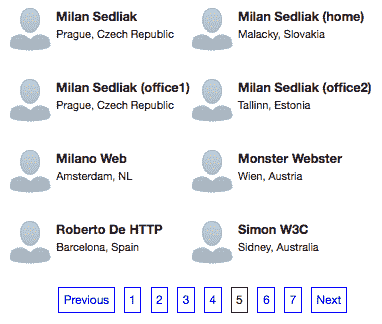 Milan Sedliak
Prague, Czech Republic
Milan Sedliak (home)
Malacky, Slovakia
Milan Sedliak (office1)
Prague, Czech Republic
Milan Sedliak (office2)
Tallinn, Estonia
Milano Web
Amsterdam, NL
Monster Webster
Wien, Austria
Roberto De HTTP
Barcelona, Spain
Simon W3C
Sidney, Australia
Previous 1 2 3 4 5 6 7 Next